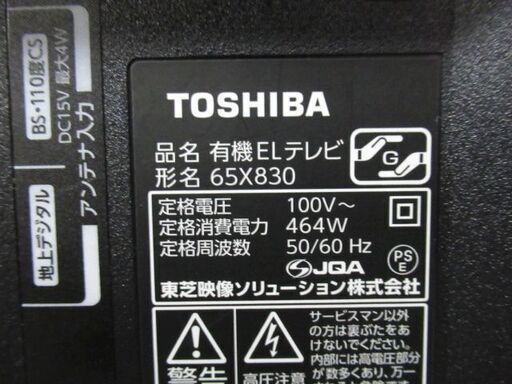 BS・110度CS
DC15V 最大4W
地上デジタル
アンテナ入力
TOSHIBA
品名 有機ELテレビ
形名 65X830
G
定格電圧 100V～
定格消費電力 464W
定格周波数 50/60 Hz
JQA
PS
E
東芝映像ソリューション株式会社
警告
高圧注意
サービスマン以外
の方は裏ぶたをあ
けないでください。
内部には高電圧部分
が数多くあり、万一